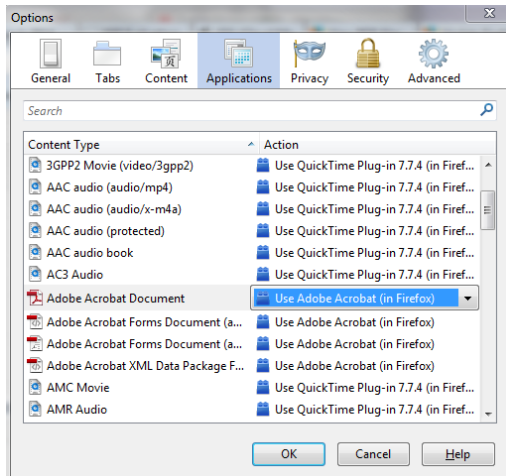 Options
General Tabs Content Applications Privacy Security Advanced
Search
Content Type Action
3GPP2 Movie (video/3gpp2) Use QuickTime Plug-in 7.7.4 (in Firef...
AAC audio (audio/mp4) Use QuickTime Plug-in 7.7.4 (in Firef...
AAC audio (audio/x-m4a) Use QuickTime Plug-in 7.7.4 (in Firef...
AAC audio (protected) Use QuickTime Plug-in 7.7.4 (in Firef...
AAC audio book Use QuickTime Plug-in 7.7.4 (in Firef...
AC3 Audio Use QuickTime Plug-in 7.7.4 (in Firef...
Adobe Acrobat Document Use Adobe Acrobat (in Firefox)
Adobe Acrobat Forms Document (a... Use Adobe Acrobat (in Firefox)
Adobe Acrobat Forms Document (a... Use Adobe Acrobat (in Firefox)
Adobe Acrobat XML Data Package F... Use Adobe Acrobat (in Firefox)
AMC Movie Use QuickTime Plug-in 7.7.4 (in Firef...
AMR Audio Use QuickTime Plug-in 7.7.4 (in Firef...
OK Cancel Help